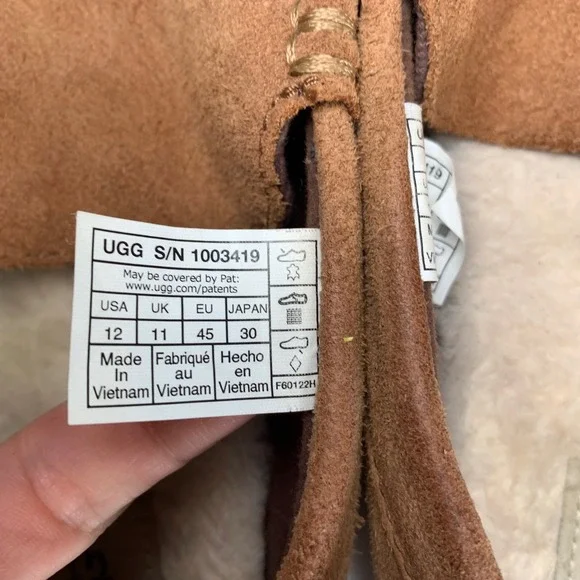 UGG S/N 1003419
May be covered by Pat:
www.ugg.com/patents
USA UK EU JAPAN
12 11 45 30
Made In Vietnam
Fabriqué au Vietnam
Hecho en Vietnam
F60122H